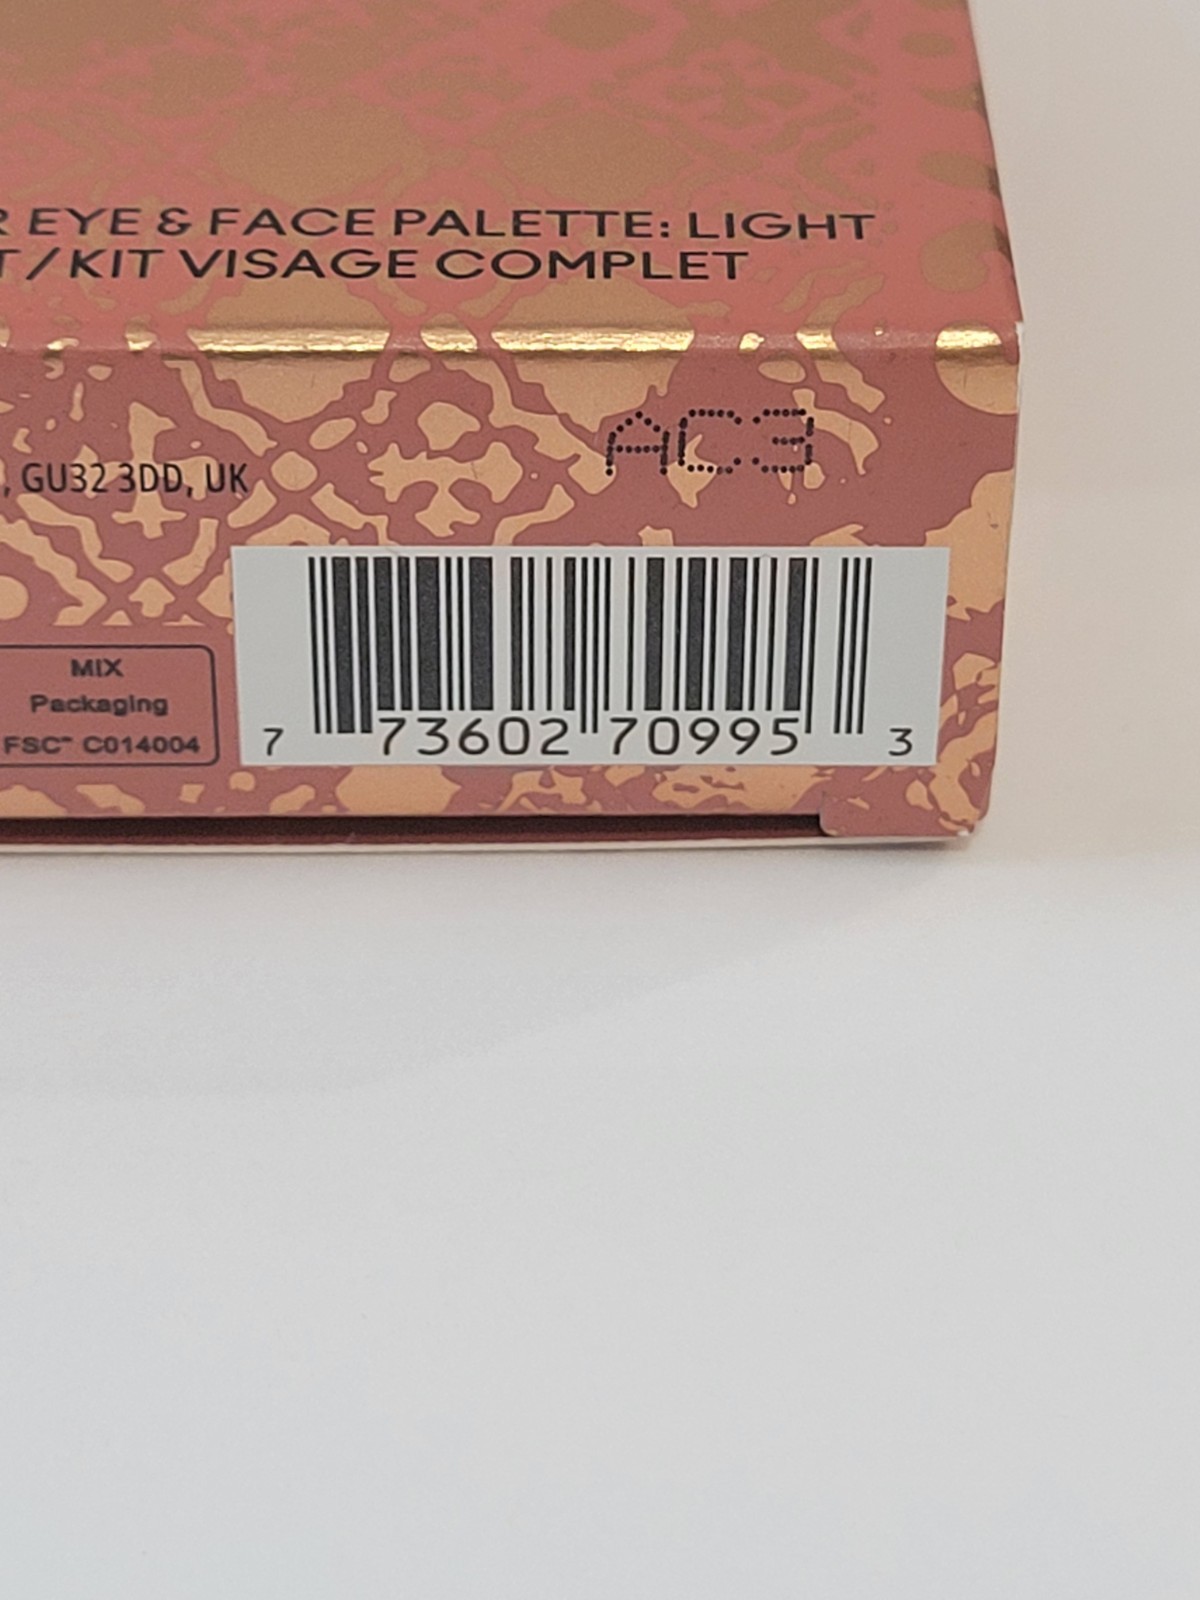 R EYE & FACE PALETTE: LIGHT
T / KIT VISAGE COMPLET
AC3
, GU32 3DD, UK
MIX
Packaging
FSC™ C014004
7 73602 70995 3